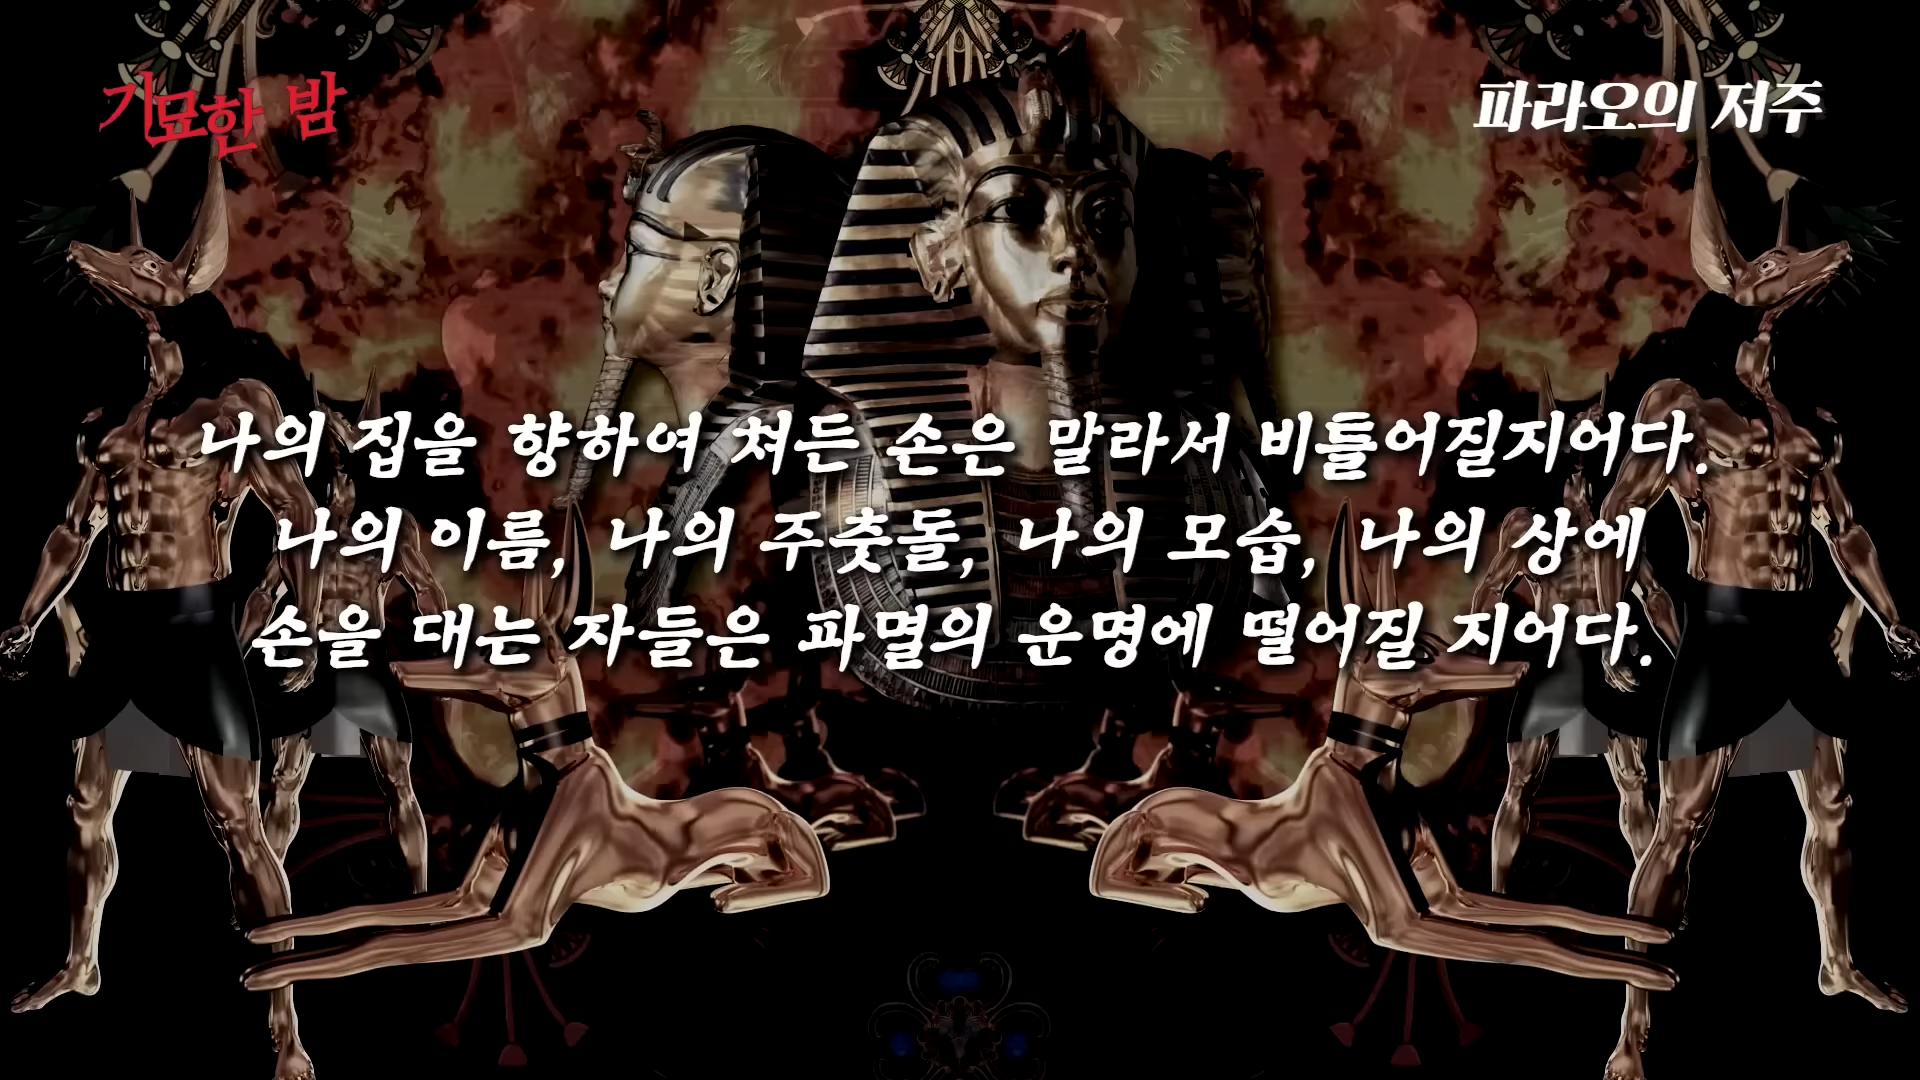 기묘한 밤
파라오의 저주
나의 집을 향하여 쳐든 손은 말라서 비틀어질지어다.
나의 이름, 나의 주춧돌, 나의 모습, 나의 상에
손을 대는 자들은 파멸의 운명에 떨어질 지어다.